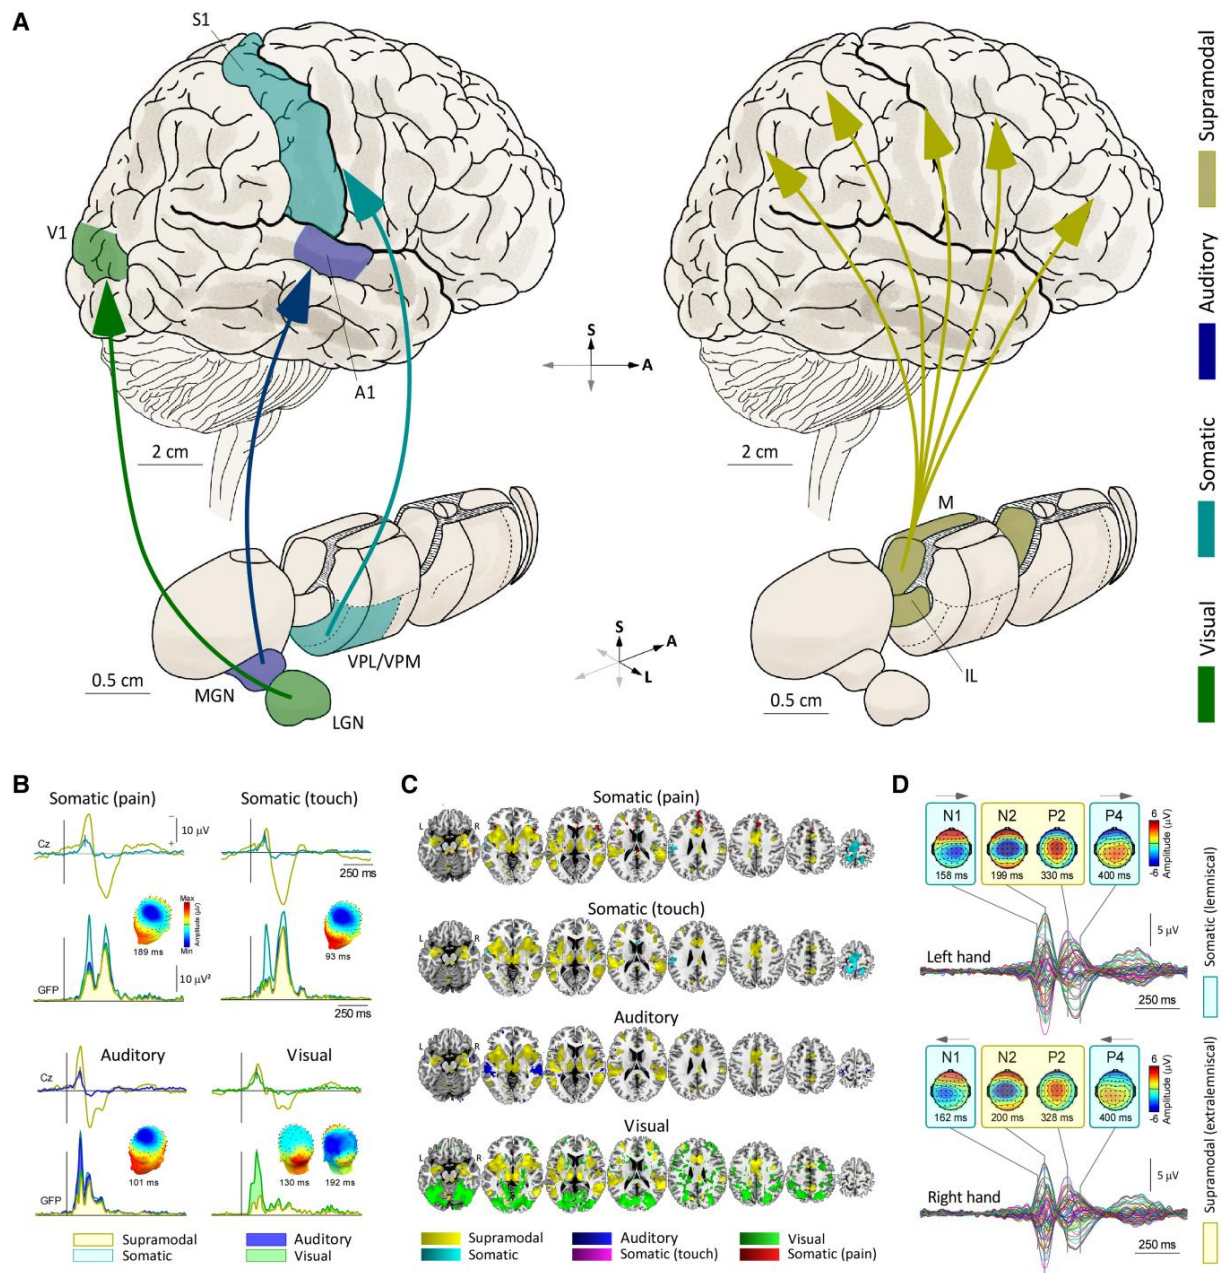 A
S1
V1
A1
S
A
2 cm
2 cm
M
VPL/VPM
MGN
LGN
0.5 cm
S
A
L
IL
0.5 cm
Supramodal
Auditory
Somatic
Visual
B
Somatic (pain)
Somatic (touch)
Cz
−
10 µV
+
250 ms
Max
Amplitude (µV)
Min
189 ms
93 ms
GFP
10 µV²
250 ms
Auditory
Visual
Cz
101 ms
130 ms
192 ms
GFP
Supramodal
Auditory
Somatic
Visual
C
Somatic (pain)
L
R
Somatic (touch)
L
R
Auditory
L
R
Visual
L
R
Supramodal
Auditory
Visual
Somatic
Somatic (touch)
Somatic (pain)
D
N1
N2
P2
P4
158 ms
199 ms
330 ms
400 ms
6
-6
Amplitude (µV)
5 µV
Left hand
250 ms
N1
N2
P2
P4
162 ms
200 ms
328 ms
400 ms
6
-6
Amplitude (µV)
5 µV
Right hand
250 ms
Somatic (lemniscal)
Supramodal (extralemniscal)